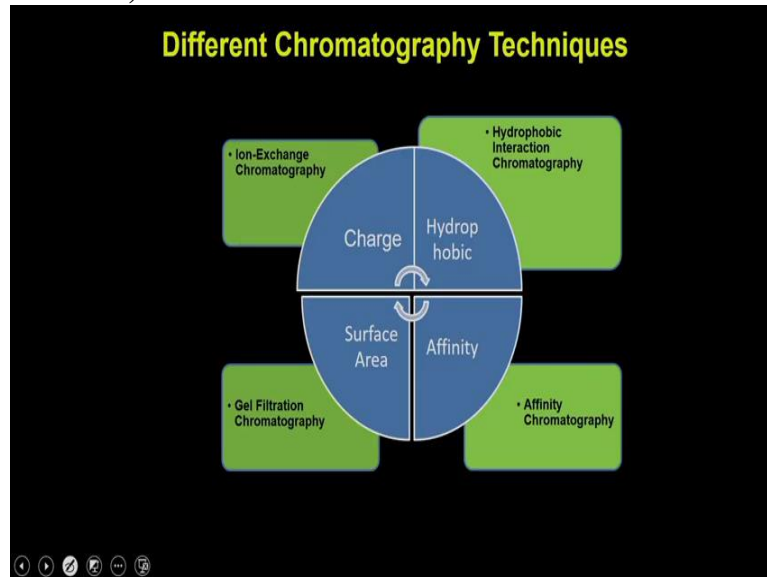 Different Chromatography Techniques
• Ion-Exchange
Chromatography
• Hydrophobic
Interaction
Chromatography
Charge
Hydrop
hobic
Surface
Area
Affinity
• Gel Filtration
Chromatography
• Affinity
Chromatography